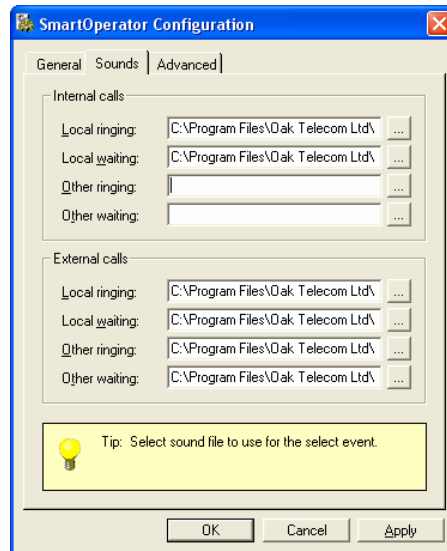 SmartOperator Configuration
General Sounds Advanced
Internal calls
Local ringing: C:\Program Files\Oak Telecom Ltd\ ...
Local waiting: C:\Program Files\Oak Telecom Ltd\ ...
Other ringing: ...
Other waiting: ...
External calls
Local ringing: C:\Program Files\Oak Telecom Ltd\ ...
Local waiting: C:\Program Files\Oak Telecom Ltd\ ...
Other ringing: C:\Program Files\Oak Telecom Ltd\ ...
Other waiting: C:\Program Files\Oak Telecom Ltd\ ...
Tip: Select sound file to use for the select event.
OK Cancel Apply